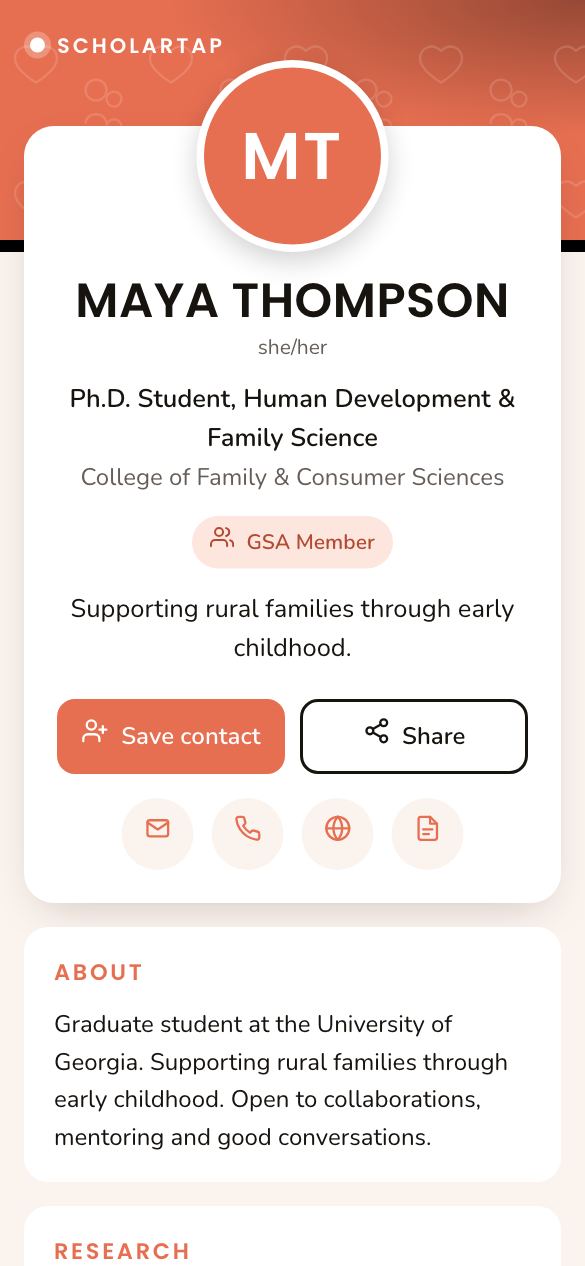 SCHOLARTAP
MT
MAYA THOMPSON
she/her
Ph.D. Student, Human Development &
Family Science
College of Family & Consumer Sciences
GSA Member
Supporting rural families through early
childhood.
Save contact
Share
ABOUT
Graduate student at the University of
Georgia. Supporting rural families through
early childhood. Open to collaborations,
mentoring and good conversations.
RESEARCH